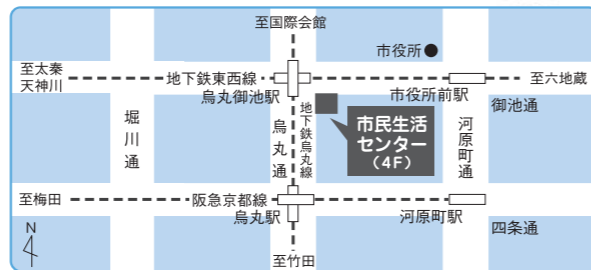 至国際会館
市役所
至太秦
天神川
地下鉄東西線
烏丸御池駅
市役所前駅
至六地蔵
御池通
堀川通
烏丸通
地下鉄烏丸線
市民生活
センター
(4F)
河原町通
至梅田
阪急京都線
烏丸駅
河原町駅
四条通
N
至竹田